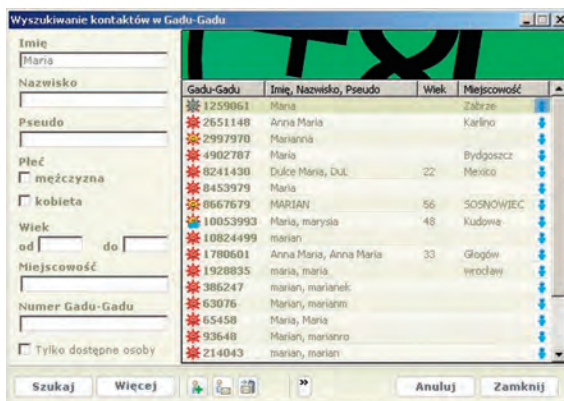 Wyszukiwanie kontaktów w Gadu-Gadu
Imię
Maria
Nazwisko
Pseudo
Płeć
mężczyzna
kobieta
Wiek
od do
Miejscowość
Numer Gadu-Gadu
Tylko dostępne osoby
Gadu-Gadu Imię, Nazwisko, Pseudo Wiek Miejscowość
1259061 Maria Zabrze
2651148 Anna Maria Karlino
2997970 Marianna
4902787 Maria Bydgoszcz
8241430 Dulce Maria, DuL 22 Mexico
8453979 Maria
8667679 MARIAN 56 SOSNOWIEC
10053993 Maria, marysia 48 Kudowa
10824499 marian
1780601 Anna Maria, Anna Maria 33 Głogów
1928835 maria, maria wrocław
386247 marian, marianek
63076 Marian, marianm
65458 Maria, Maria
93648 Marian, marianro
214043 marian, marian
Szukaj Więcej » Anuluj Zamknij